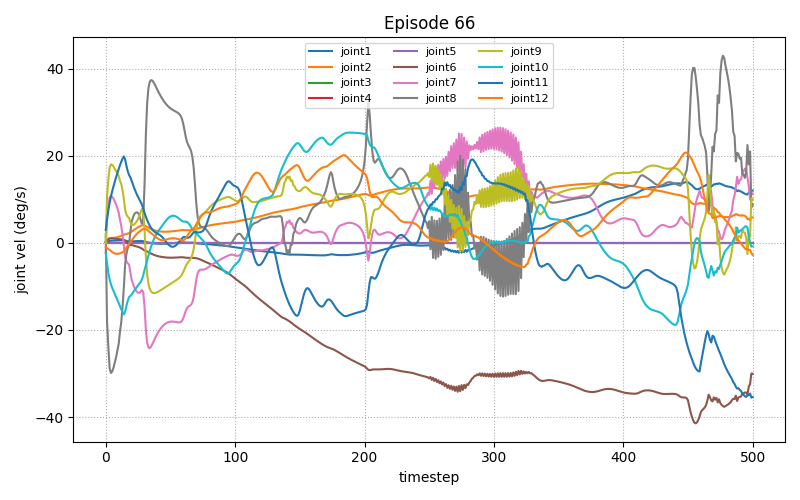 Episode 66
joint vel (deg/s)
40
20
0
−20
−40
joint1
joint2
joint3
joint4
joint5
joint6
joint7
joint8
joint9
joint10
joint11
joint12
0 100 200 300 400 500
timestep